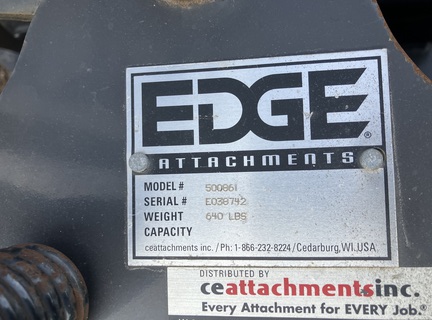 EDGE®
ATTACHMENTS
MODEL # 500861
SERIAL # E038742
WEIGHT 640 LBS
CAPACITY
ceattachments inc. / Ph: 1-866-232-8224 / Cedarburg, WI. USA
DISTRIBUTED BY
ceattachmentsinc.
Every Attachment for EVERY Job.®